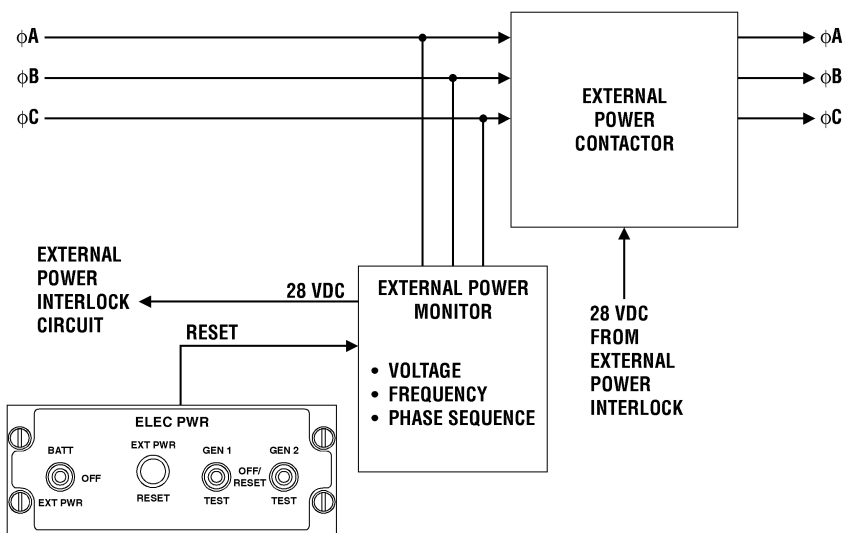 ϕA
ϕA
ϕB
ϕB
ϕC
ϕC
EXTERNAL
POWER
CONTACTOR
EXTERNAL
POWER
INTERLOCK
CIRCUIT
28 VDC
RESET
EXTERNAL POWER
MONITOR
• VOLTAGE
• FREQUENCY
• PHASE SEQUENCE
28 VDC
FROM
EXTERNAL
POWER
INTERLOCK
ELEC PWR
BATT
OFF
EXT PWR
EXT PWR
RESET
GEN 1
TEST
OFF/
RESET
GEN 2
TEST